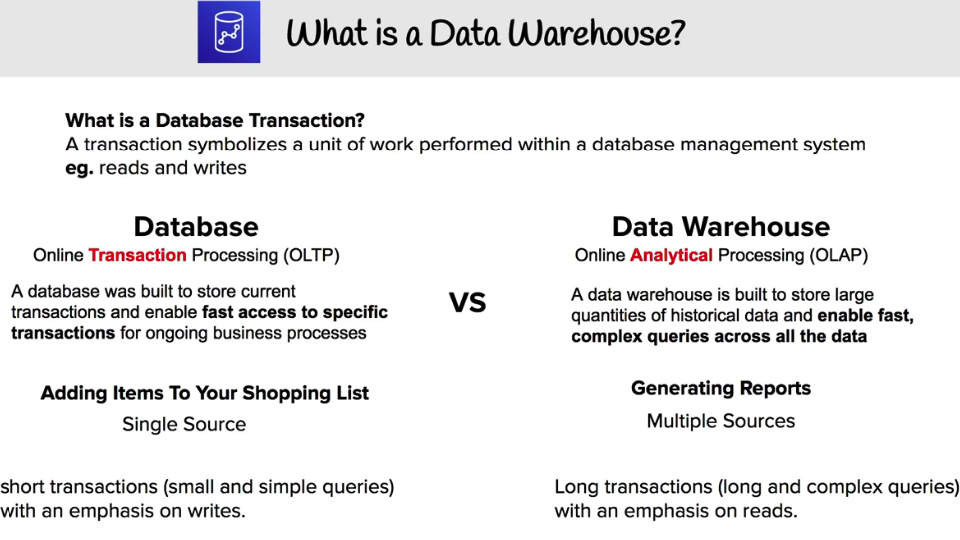 What is a Data Warehouse?
What is a Database Transaction?
A transaction symbolizes a unit of work performed within a database management system
eg. reads and writes
Database
Online Transaction Processing (OLTP)
A database was built to store current
transactions and enable fast access to specific
transactions for ongoing business processes
Adding Items To Your Shopping List
Single Source
short transactions (small and simple queries)
with an emphasis on writes.
VS
Data Warehouse
Online Analytical Processing (OLAP)
A data warehouse is built to store large
quantities of historical data and enable fast,
complex queries across all the data
Generating Reports
Multiple Sources
Long transactions (long and complex queries)
with an emphasis on reads.